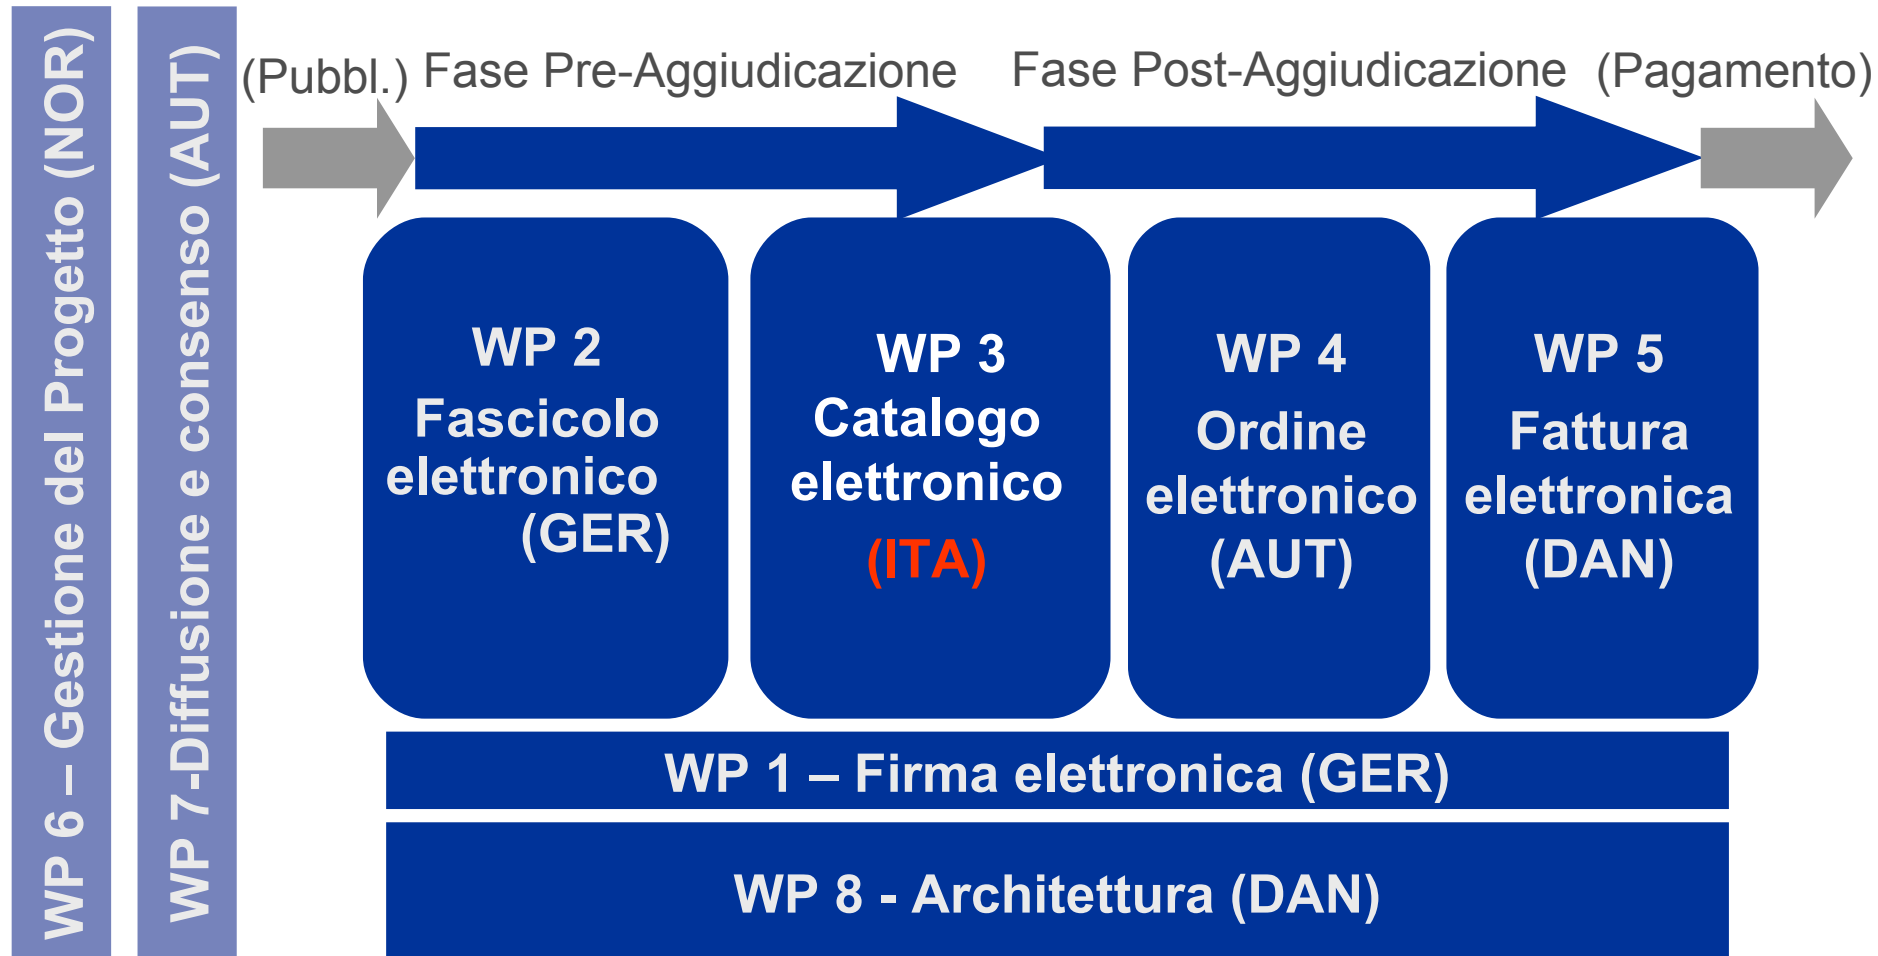 WP 6 – Gestione del Progetto (NOR)
WP 7-Diffusione e consenso (AUT)
(Pubbl.) Fase Pre-Aggiudicazione Fase Post-Aggiudicazione (Pagamento)
WP 2
Fascicolo
elettronico
(GER)
WP 3
Catalogo
elettronico
(ITA)
WP 4
Ordine
elettronico
(AUT)
WP 5
Fattura
elettronica
(DAN)
WP 1 – Firma elettronica (GER)
WP 8 - Architettura (DAN)